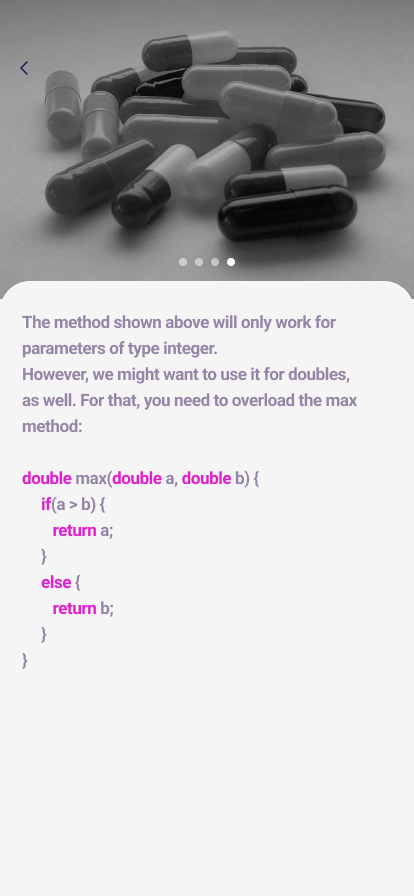 The method shown above will only work for
parameters of type integer.
However, we might want to use it for doubles,
as well. For that, you need to overload the max
method:
double max(double a, double b) {
if(a > b) {
return a;
}
else {
return b;
}
}